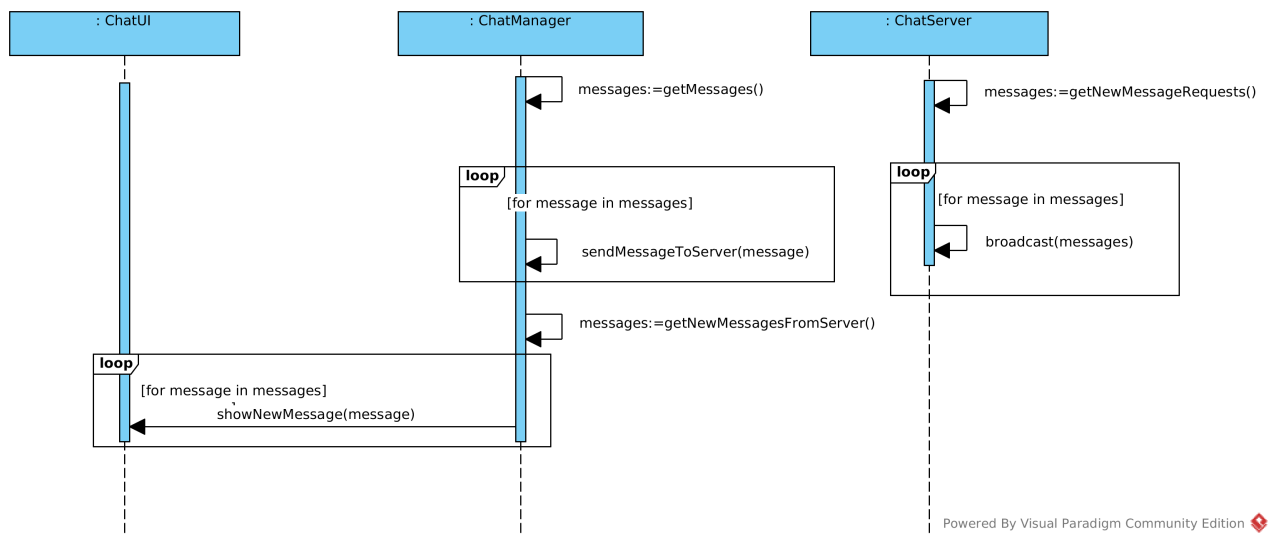 : ChatUI
: ChatManager
: ChatServer
messages:=getMessages()
messages:=getNewMessageRequests()
loop
[for message in messages]
sendMessageToServer(message)
loop
[for message in messages]
broadcast(messages)
messages:=getNewMessagesFromServer()
loop
[for message in messages]
showNewMessage(message)
Powered By Visual Paradigm Community Edition